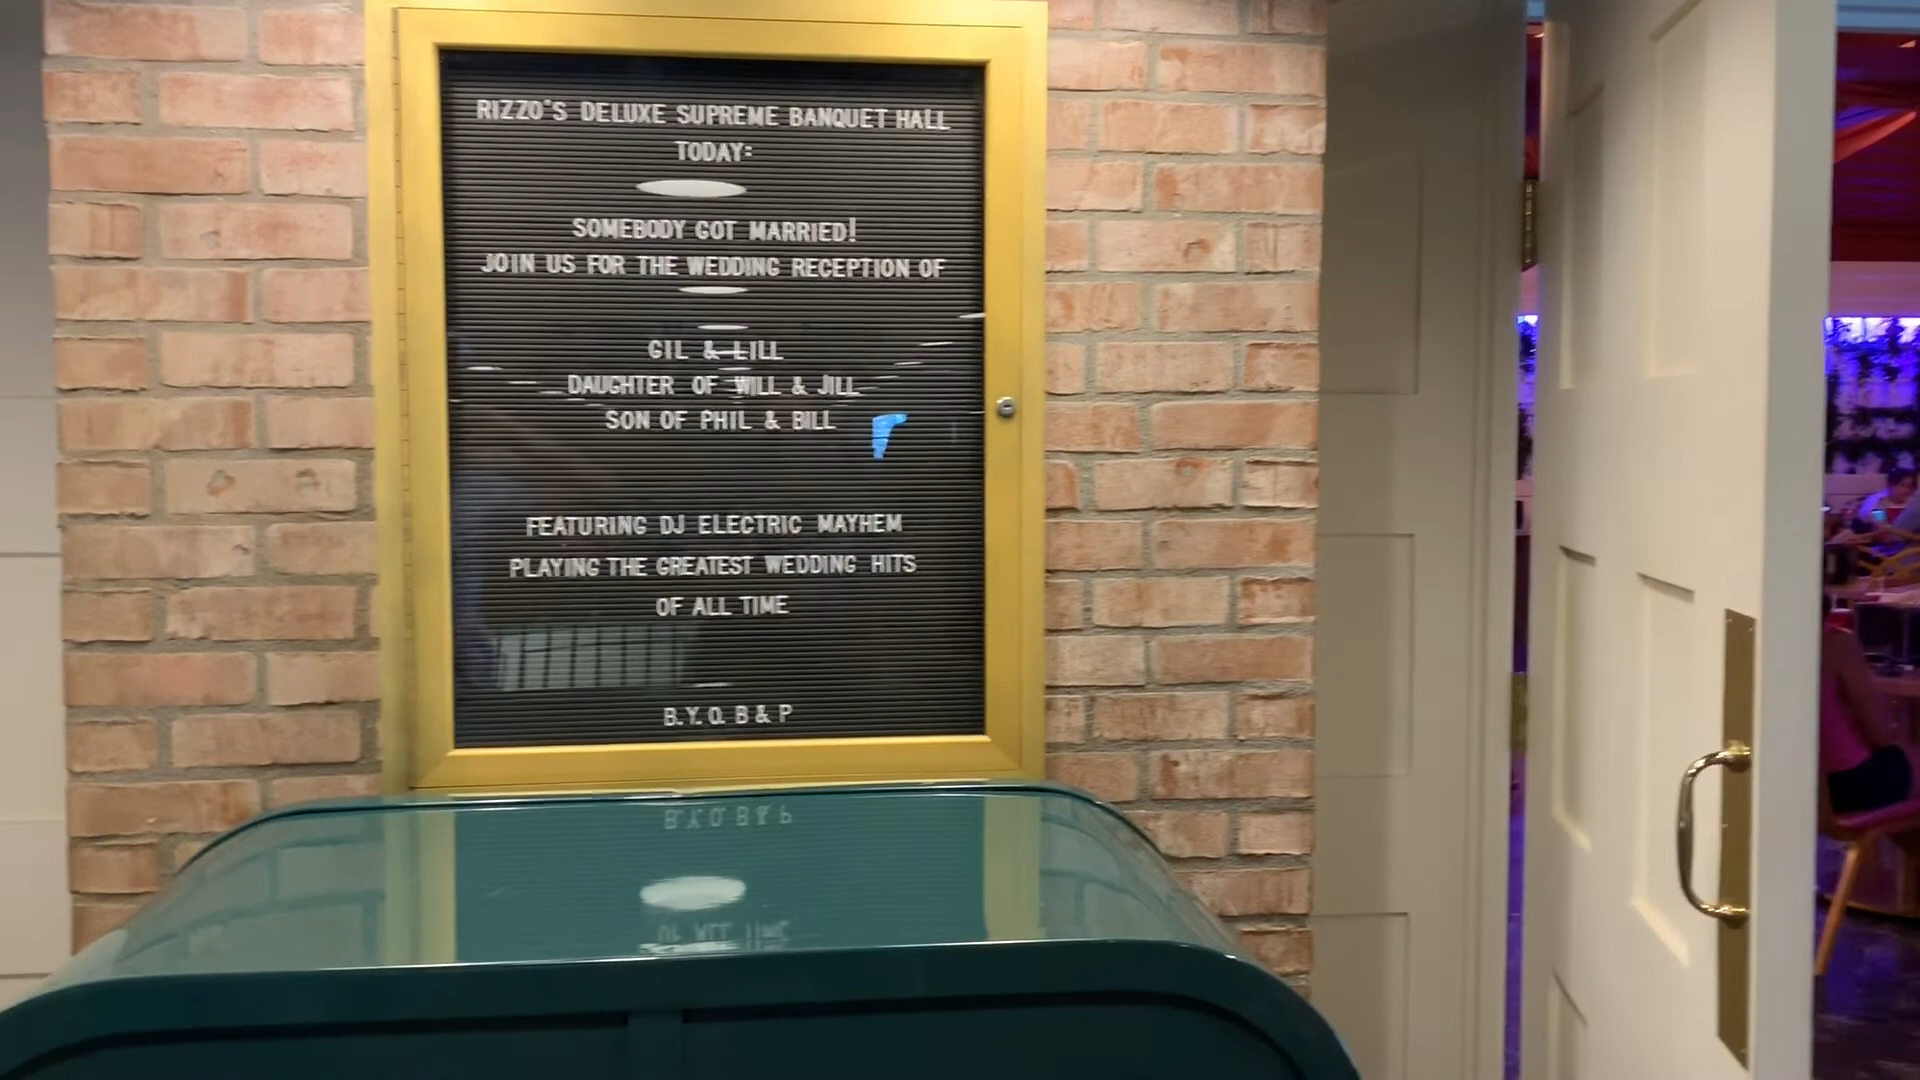 RIZZO'S DELUXE SUPREME BANQUET HALL
TODAY:
SOMEBODY GOT MARRIED!
JOIN US FOR THE WEDDING RECEPTION OF
GIL & LILL
DAUGHTER OF WILL & JILL
SON OF PHIL & BILL
FEATURING DJ ELECTRIC MAYHEM
PLAYING THE GREATEST WEDDING HITS
OF ALL TIME
B.Y.O.B & P